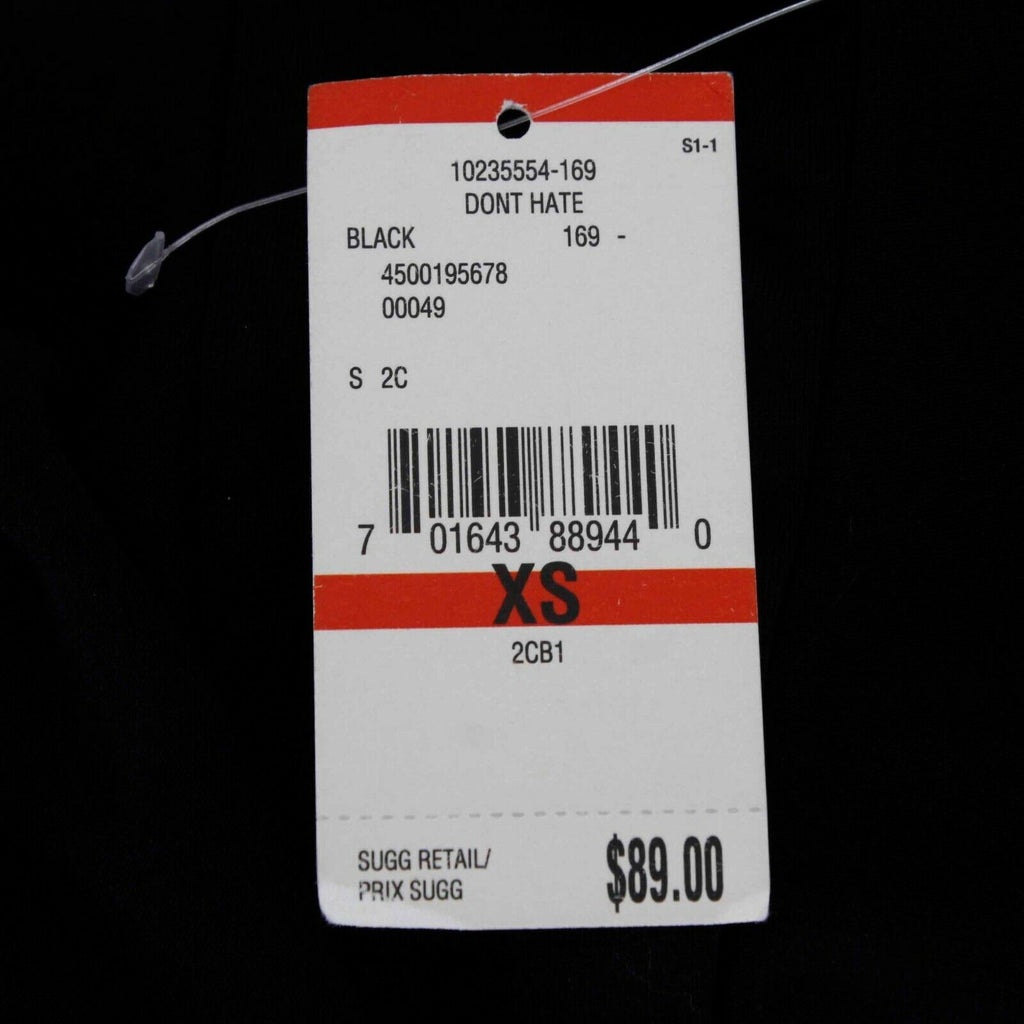 S1-1
10235554-169
DONT HATE
BLACK 169 -
4500195678
00049
S 2C
7 01643 88944 0
XS
2CB1
SUGG RETAIL/
PRIX SUGG
$89.00